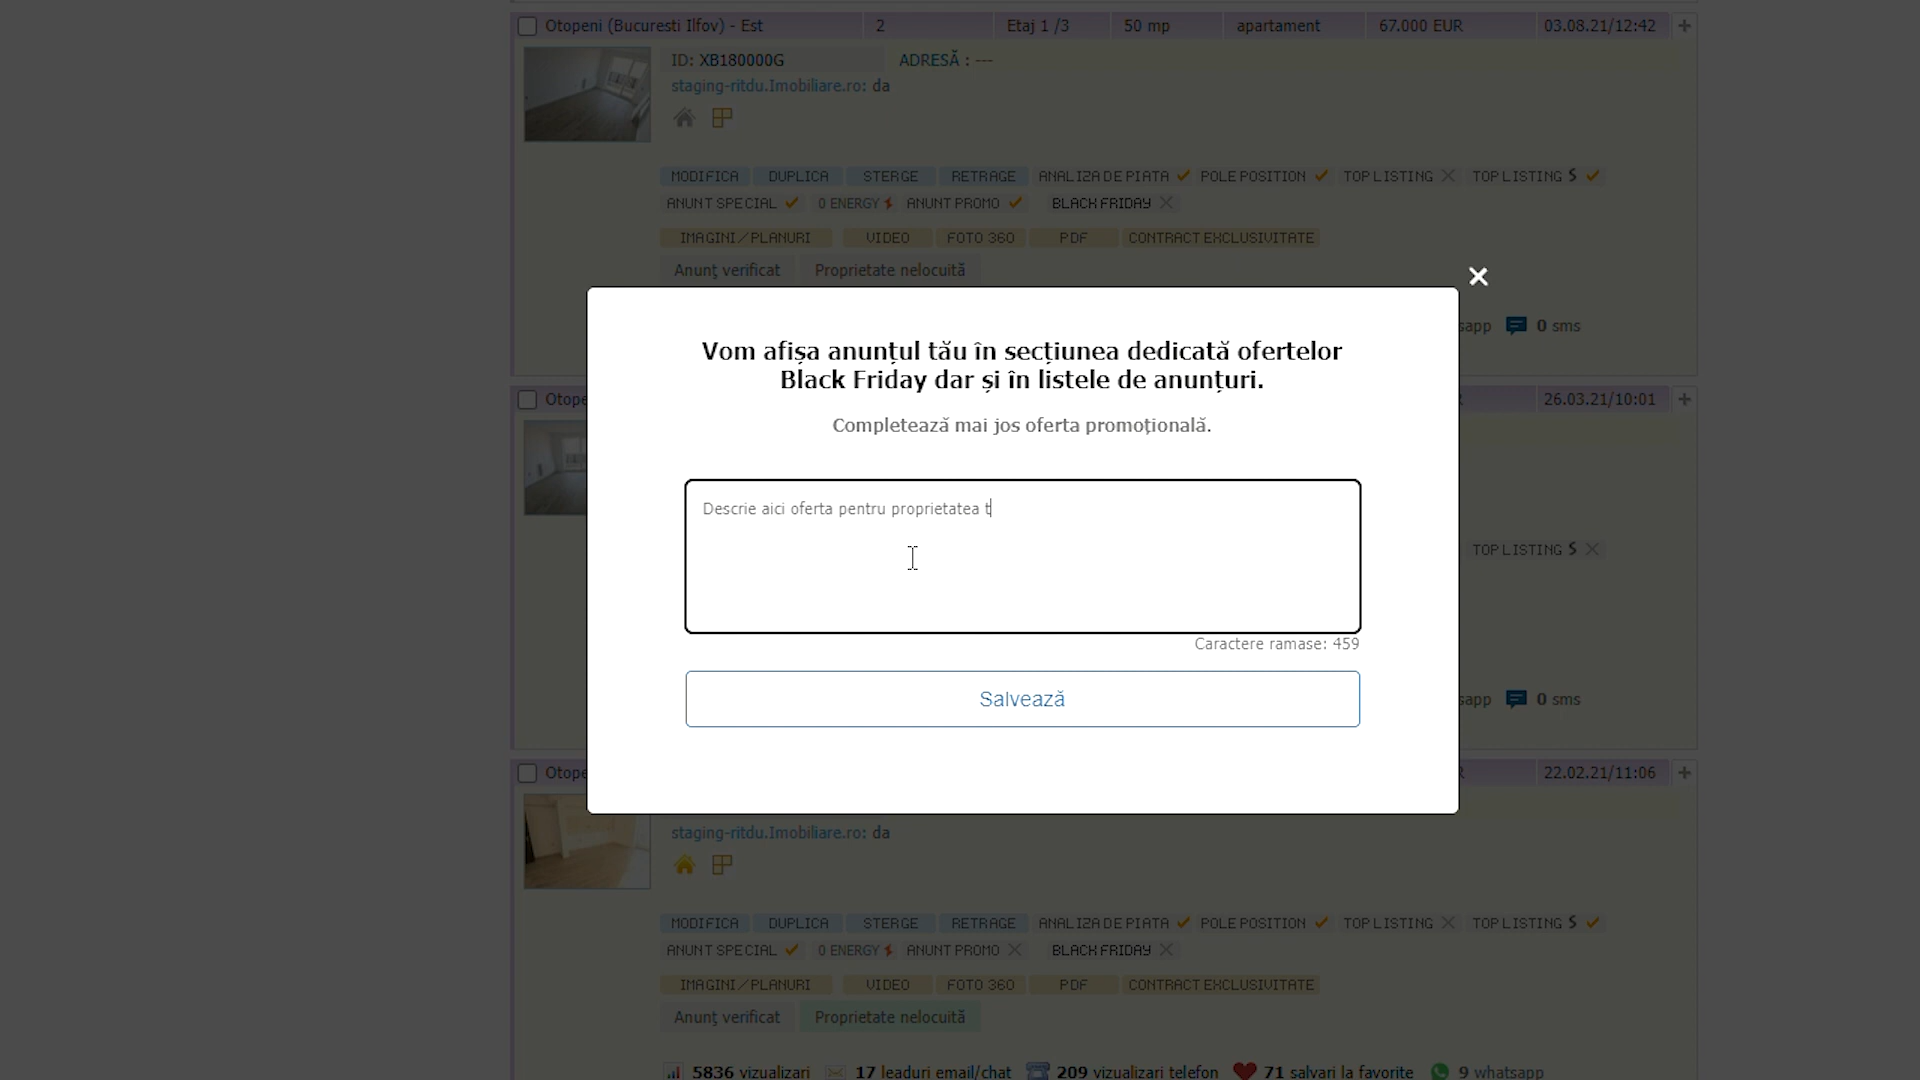 Otopeni (Bucuresti Ilfov) - Est 2 Etaj 1 /3 50 mp apartament 67.000 EUR 03.08.21/12:42
ID: XB180000G ADRESĂ : ---
staging-ritdu.Imobiliare.ro: da
MODIFICA DUPLICA STERGE RETRAGE ANALIZA DE PIATA POLE POSITION TOP LISTING TOP LISTING S
ANUNT SPECIAL 0 ENERGY ANUNT PROMO BLACK FRIDAY
IMAGINI/PLANURI VIDEO FOTO 360 PDF CONTRACT EXCLUSIVITATE
Anunț verificat Proprietate nelocuită
0 sms
Vom afișa anunțul tău în secțiunea dedicată ofertelor
Black Friday dar și în listele de anunțuri.
Completează mai jos oferta promoțională.
Descrie aici oferta pentru proprietatea t
Caractere ramase: 459
Salvează
26.03.21/10:01
TOP LISTING S
0 sms
22.02.21/11:06
staging-ritdu.Imobiliare.ro: da
MODIFICA DUPLICA STERGE RETRAGE ANALIZA DE PIATA POLE POSITION TOP LISTING TOP LISTING S
ANUNT SPECIAL 0 ENERGY ANUNT PROMO BLACK FRIDAY
IMAGINI/PLANURI VIDEO FOTO 360 PDF CONTRACT EXCLUSIVITATE
Anunț verificat Proprietate nelocuită
5836 vizualizari 17 leaduri email/chat 209 vizualizari telefon 71 salvari la favorite 9 whatsapp